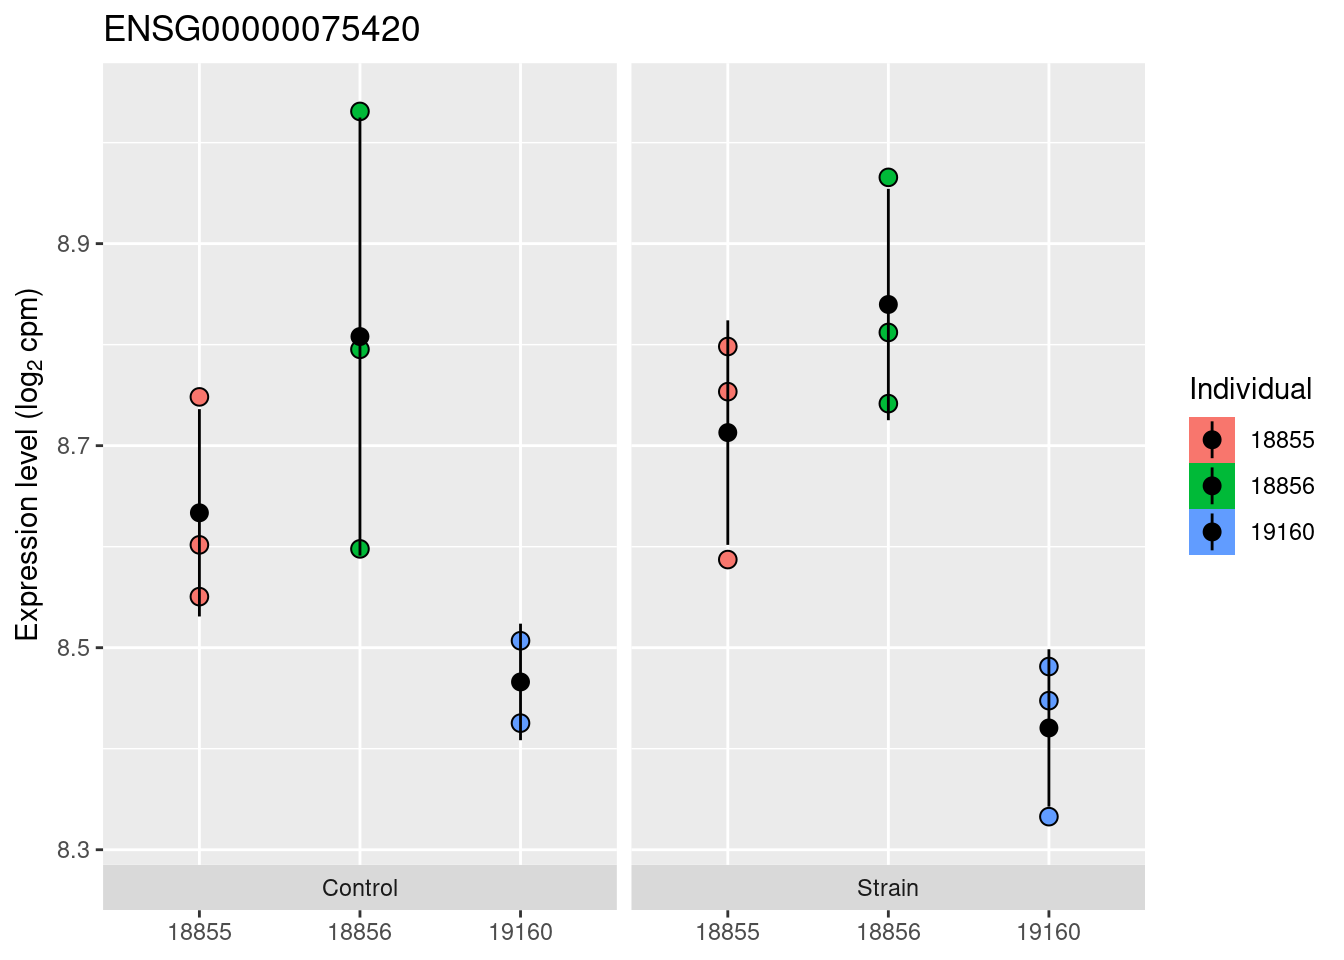 ENSG00000075420
Expression level (log₂ cpm)
8.9
8.7
8.5
8.3
Control
Strain
18855
18856
19160
18855
18856
19160
Individual
18855
18856
19160